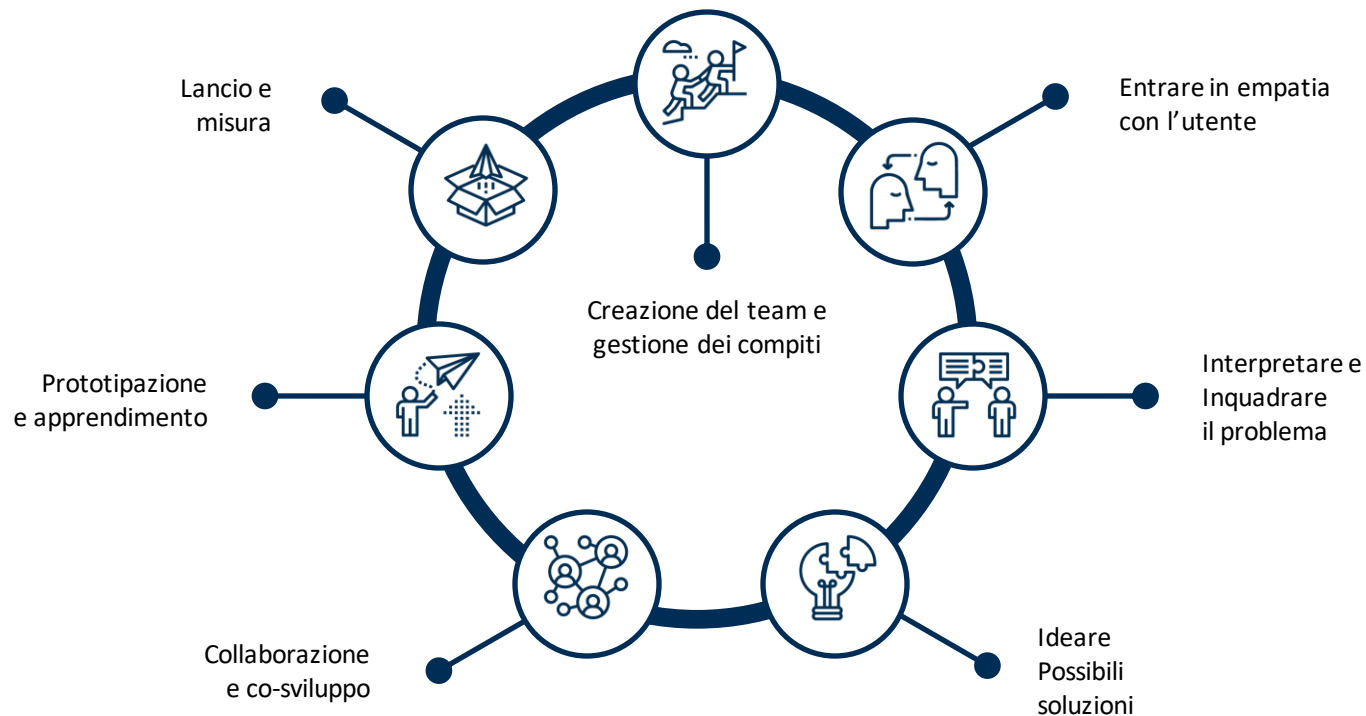 Creazione del team e
gestione dei compiti
Entrare in empatia
con l’utente
Interpretare e
Inquadrare
il problema
Ideare
Possibili
soluzioni
Collaborazione
e co-sviluppo
Prototipazione
e apprendimento
Lancio e
misura